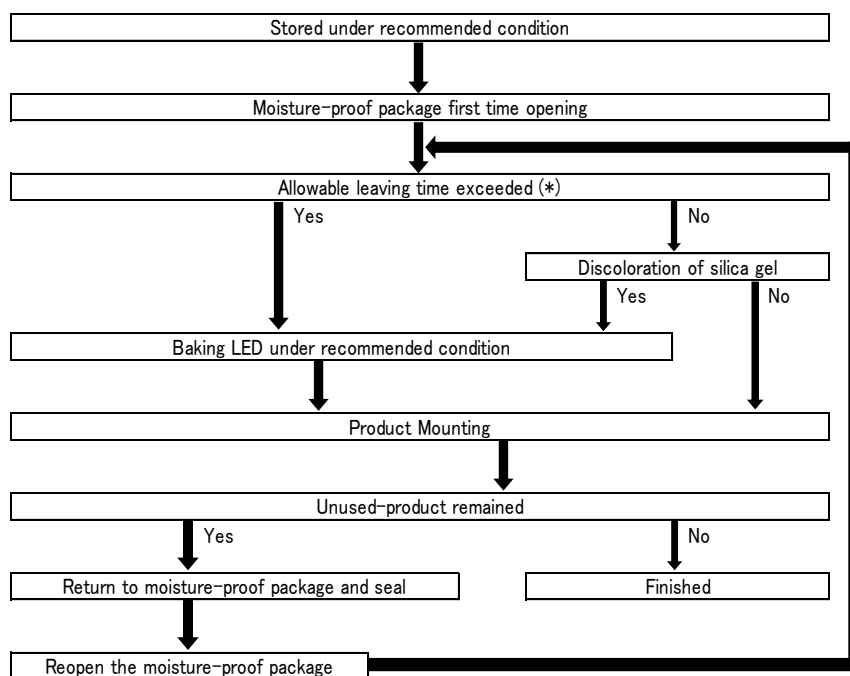 Stored under recommended condition
Moisture-proof package first time opening
Allowable leaving time exceeded (*)
Yes
No
Discoloration of silica gel
Yes
No
Baking LED under recommended condition
Product Mounting
Unused-product remained
Yes
No
Return to moisture-proof package and seal
Finished
Reopen the moisture-proof package